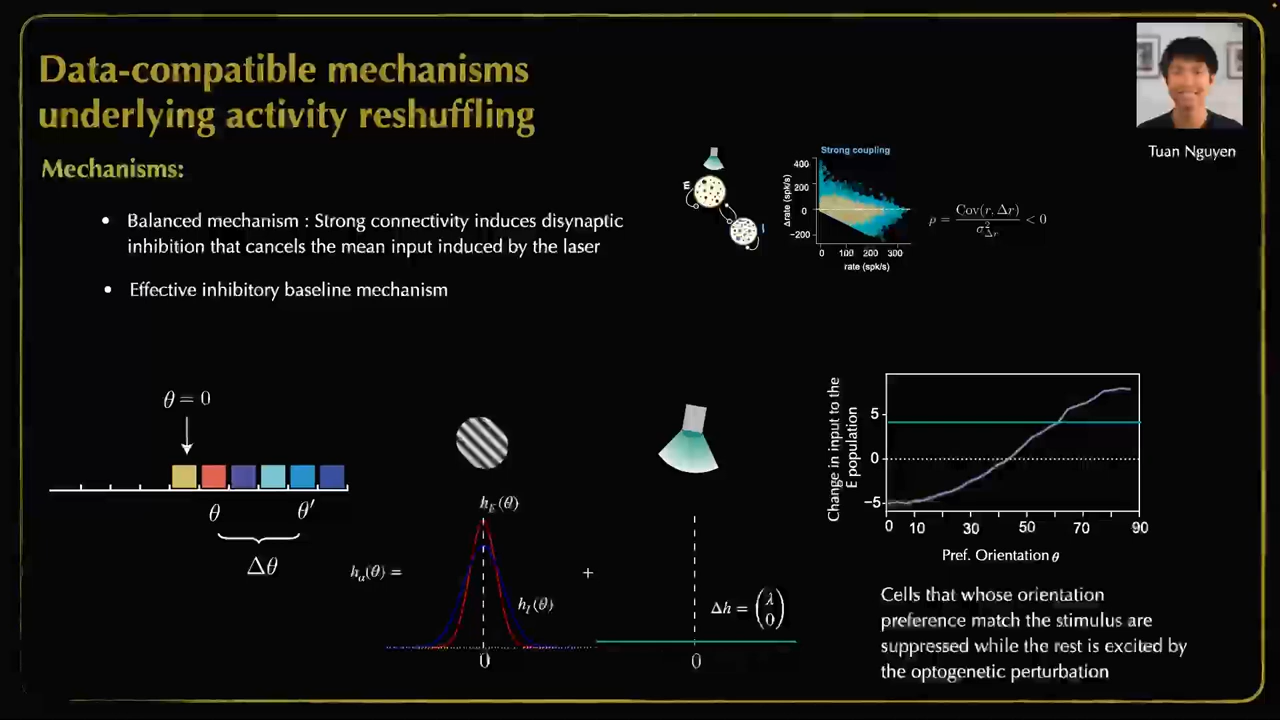 Data-compatible mechanisms
underlying activity reshuffling
Tuan Nguyen
Mechanisms:
• Balanced mechanism : Strong connectivity induces disynaptic
inhibition that cancels the mean input induced by the laser
• Effective inhibitory baseline mechanism
Strong coupling
Δrate (spk/s)
400
200
0
−200
0 100 200 300
rate (spk/s)
ρ = Cov(r, Δr) / σ²_Δr < 0
θ = 0
θ θ′
Δθ
h_a(θ) =
h_E(θ)
h_I(θ)
0
+
Δh = (λ 0)
0
Change in input to the
E population
5
0
−5
0 10 30 50 70 90
Pref. Orientation θ
Cells that whose orientation
preference match the stimulus are
suppressed while the rest is excited by
the optogenetic perturbation